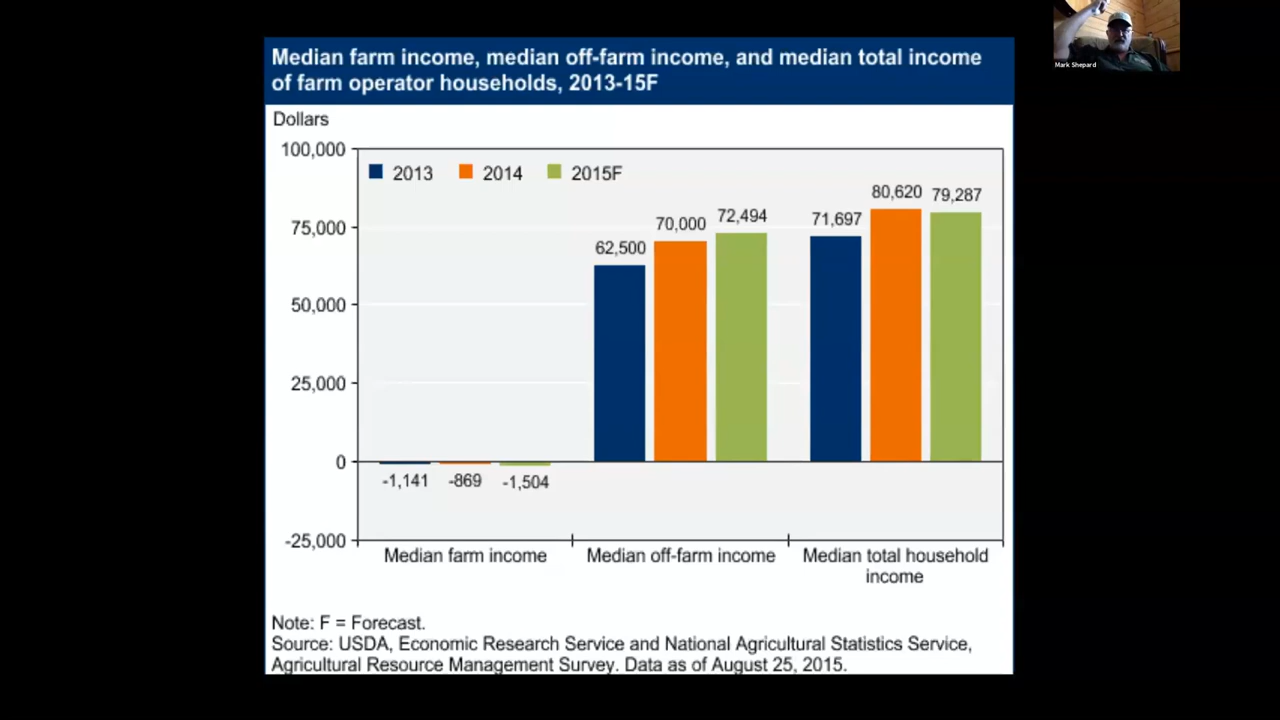 Median farm income, median off-farm income, and median total income
of farm operator households, 2013-15F
Mark Shepard
Dollars
100,000
2013
2014
2015F
80,620
79,287
72,494
71,697
70,000
75,000
62,500
50,000
25,000
0
-1,141
-869
-1,504
-25,000
Median farm income
Median off-farm income
Median total household
income
Note: F = Forecast.
Source: USDA, Economic Research Service and National Agricultural Statistics Service,
Agricultural Resource Management Survey. Data as of August 25, 2015.